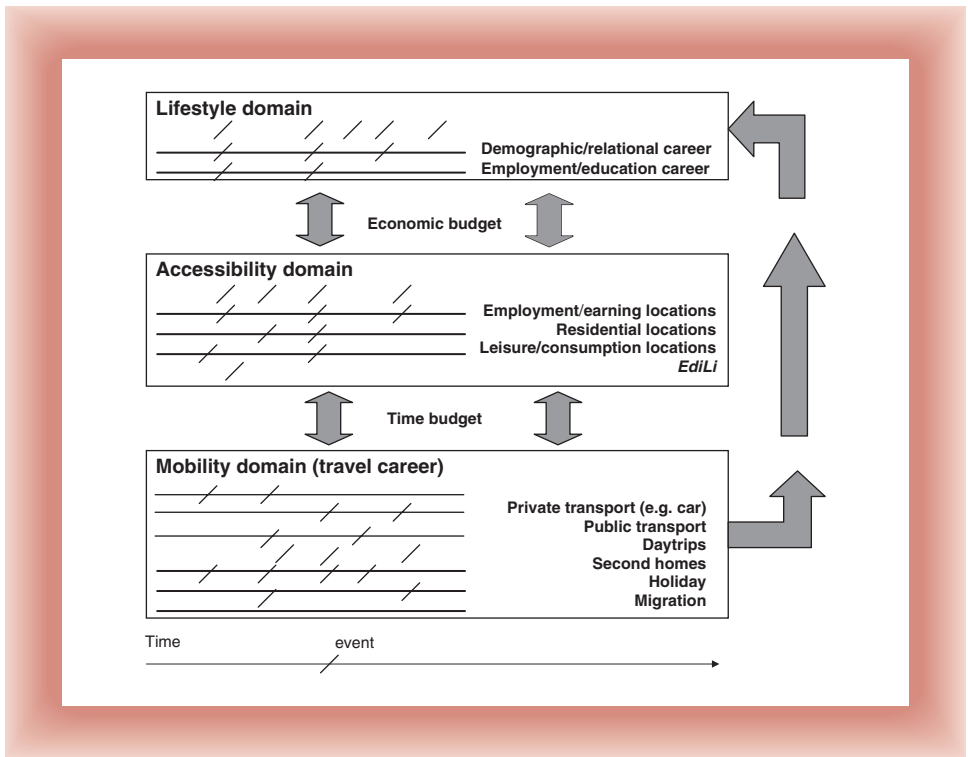 Lifestyle domain
Demographic/relational career
Employment/education career
Economic budget
Accessibility domain
Employment/earning locations
Residential locations
Leisure/consumption locations
EdiLi
Time budget
Mobility domain (travel career)
Private transport (e.g. car)
Public transport
Daytrips
Second homes
Holiday
Migration
Time event